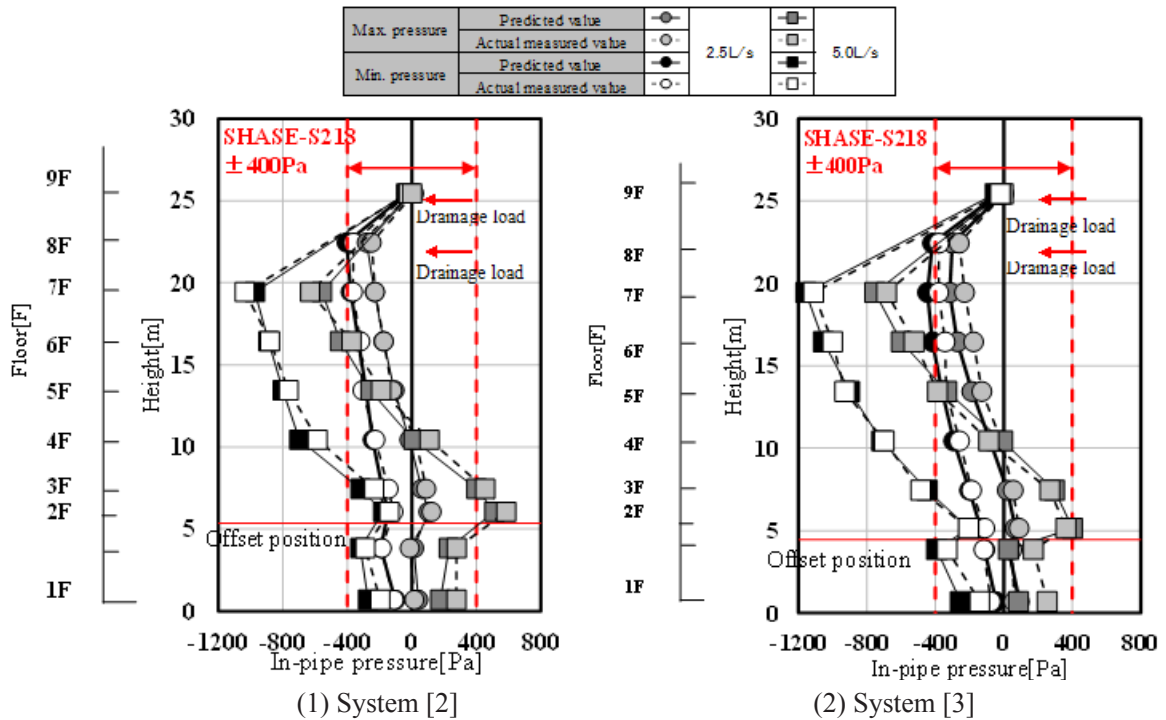 Max. pressure Predicted value 2.5L/s 5.0L/s
Actual measured value
Min. pressure Predicted value
Actual measured value
30
25
20
15
10
5
0
SHASE-S218
±400Pa
9F
8F
7F
6F
5F
4F
3F
2F
1F
Floor[F]
Height[m]
Drainage load
Drainage load
Offset position
-1200 -800 -400 0 400 800
In-pipe pressure[Pa]
(1) System [2]
30
25
20
15
10
5
0
SHASE-S218
±400Pa
9F
8F
7F
6F
5F
4F
3F
2F
1F
Floor[F]
Height[m]
Drainage load
Drainage load
Offset position
-1200 -800 -400 0 400 800
In-pipe pressure[Pa]
(2) System [3]